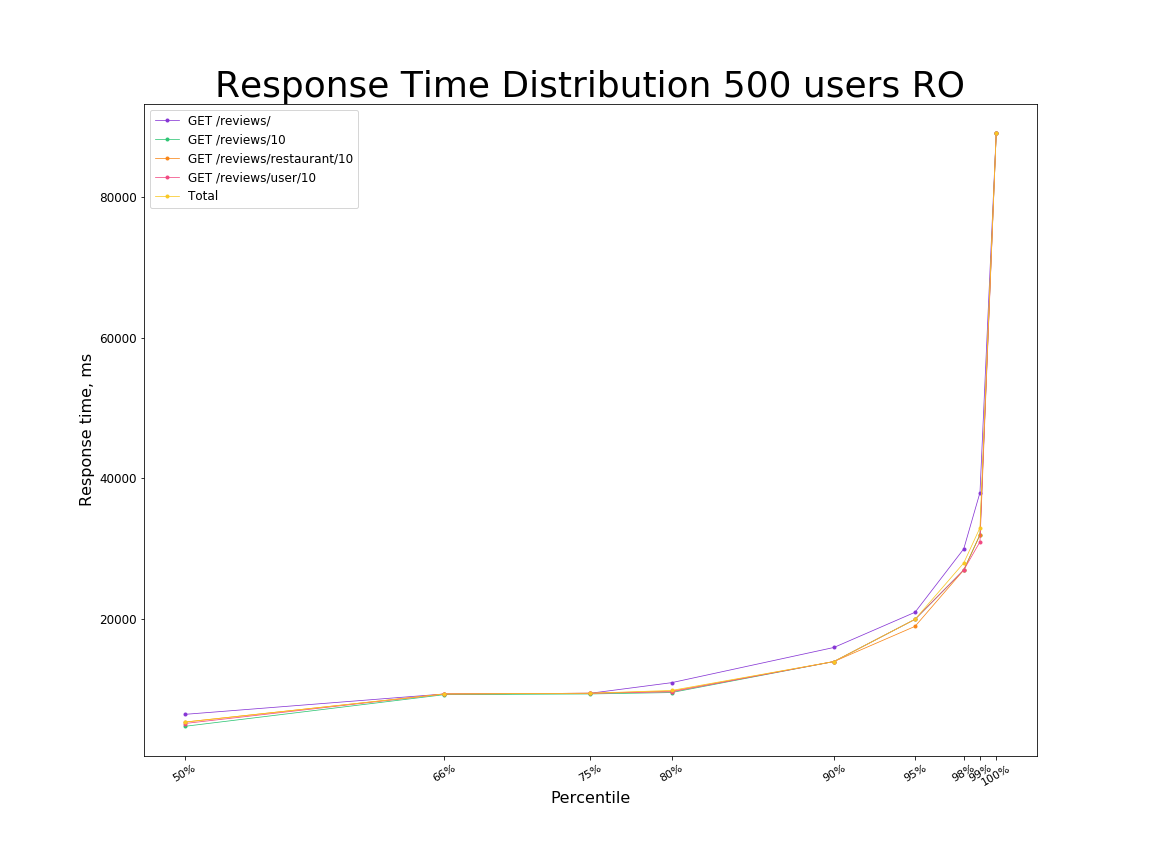 Response Time Distribution 500 users RO
GET /reviews/
GET /reviews/10
GET /reviews/restaurant/10
GET /reviews/user/10
Total
80000
60000
40000
20000
Response time, ms
50% 66% 75% 80% 90% 95% 98% 99% 100%
Percentile